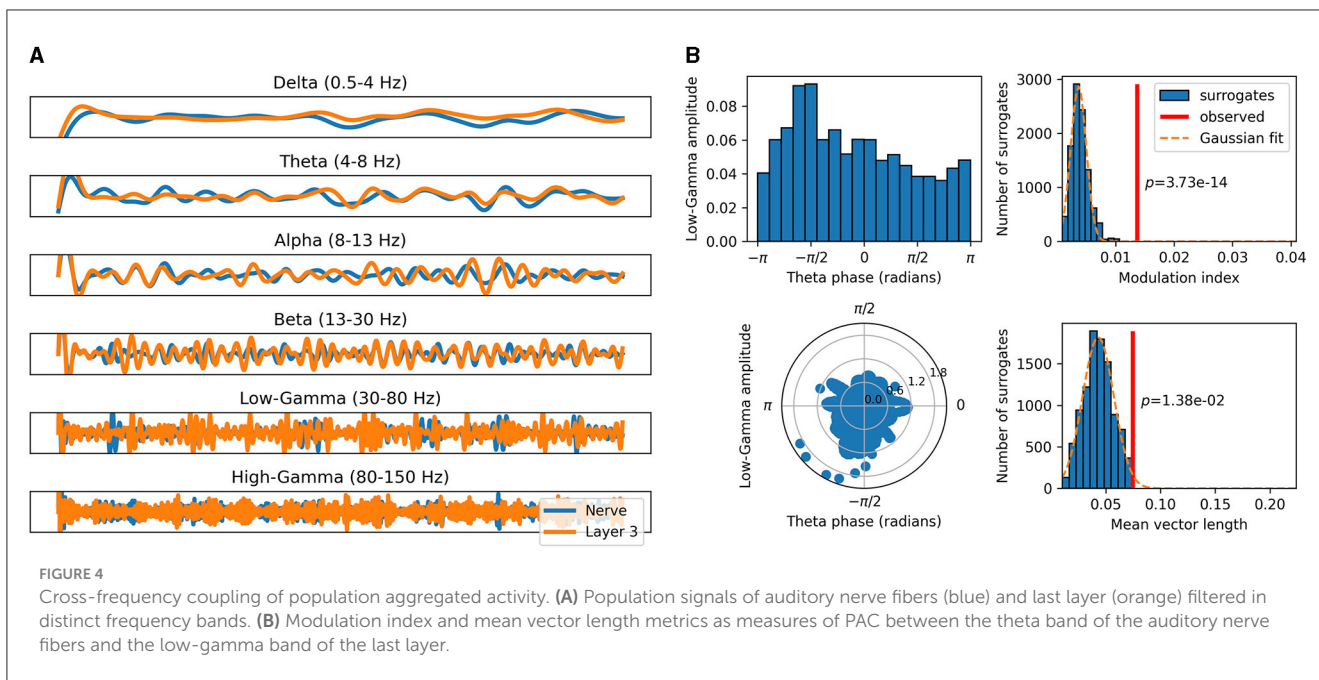 A
Delta (0.5-4 Hz)
Theta (4-8 Hz)
Alpha (8-13 Hz)
Beta (13-30 Hz)
Low-Gamma (30-80 Hz)
High-Gamma (80-150 Hz)
Nerve
Layer 3
B
Low-Gamma amplitude
0.08
0.06
0.04
0.02
0.00
−π
−π/2
0
π/2
π
Theta phase (radians)
Number of surrogates
3000
2000
1000
0
surrogates
observed
Gaussian fit
p=3.73e-14
0.01
0.02
0.03
0.04
Modulation index
Low-Gamma amplitude
π/2
π
0
−π/2
0.0
0.6
1.2
1.8
Theta phase (radians)
Number of surrogates
1500
1000
500
0
p=1.38e-02
0.05
0.10
0.15
0.20
Mean vector length
FIGURE 4
Cross-frequency coupling of population aggregated activity. (A) Population signals of auditory nerve fibers (blue) and last layer (orange) filtered in
distinct frequency bands. (B) Modulation index and mean vector length metrics as measures of PAC between the theta band of the auditory nerve
fibers and the low-gamma band of the last layer.